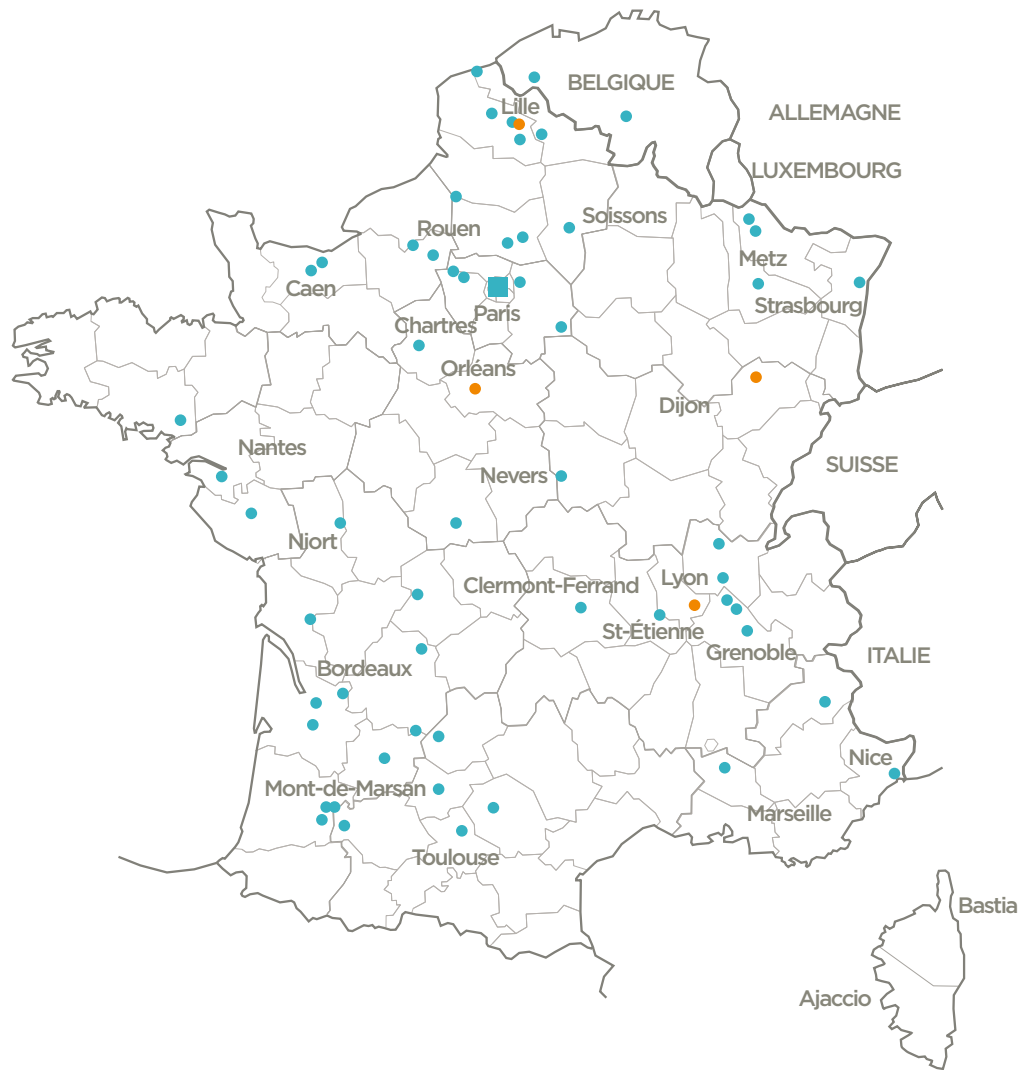 BELGIQUE
Lille
ALLEMAGNE
LUXEMBOURG
Soissons
Rouen
Metz
Caen
Strasbourg
Paris
Chartres
Orléans
Dijon
Nantes
SUISSE
Nevers
Niort
Lyon
Clermont-Ferrand
St-Étienne
Grenoble
ITALIE
Bordeaux
Nice
Mont-de-Marsan
Marseille
Toulouse
Bastia
Ajaccio